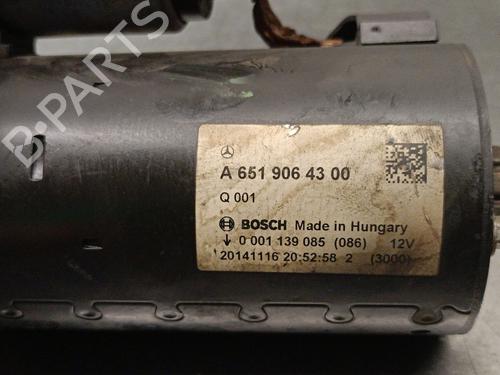 B-PARTS
A 651 906 43 00
Q 001
BOSCH Made in Hungary
0 001 139 085 (086) 12V
20141116 20:52:58 2 (3000)